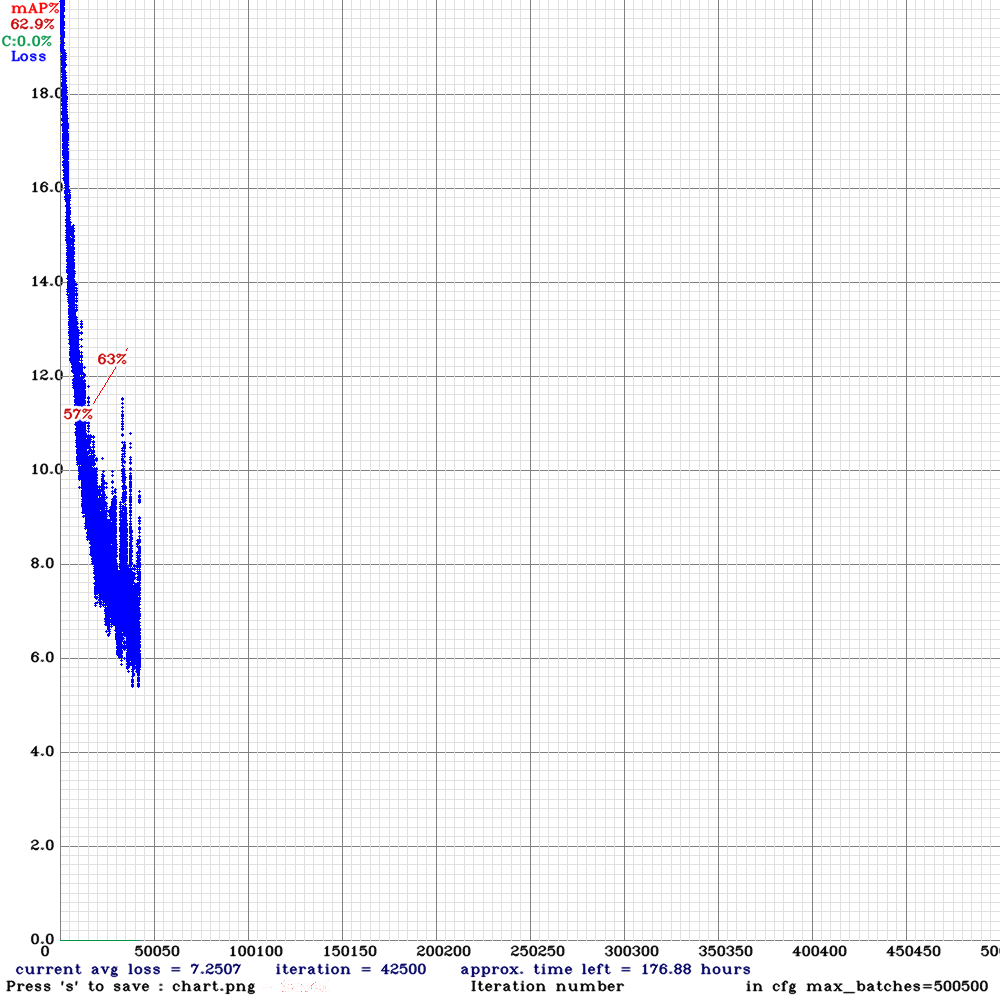 mAP%
62.9%
C:0.0%
Loss
18.0
16.0
14.0
63%
12.0
57%
10.0
8.0
6.0
4.0
2.0
0.0
0 50050 100100 150150 200200 250250 300300 350350 400400 450450 500
current avg loss = 7.2507 iteration = 42500 approx. time left = 176.88 hours
Press 's' to save : chart.png Iteration number in cfg max_batches=500500